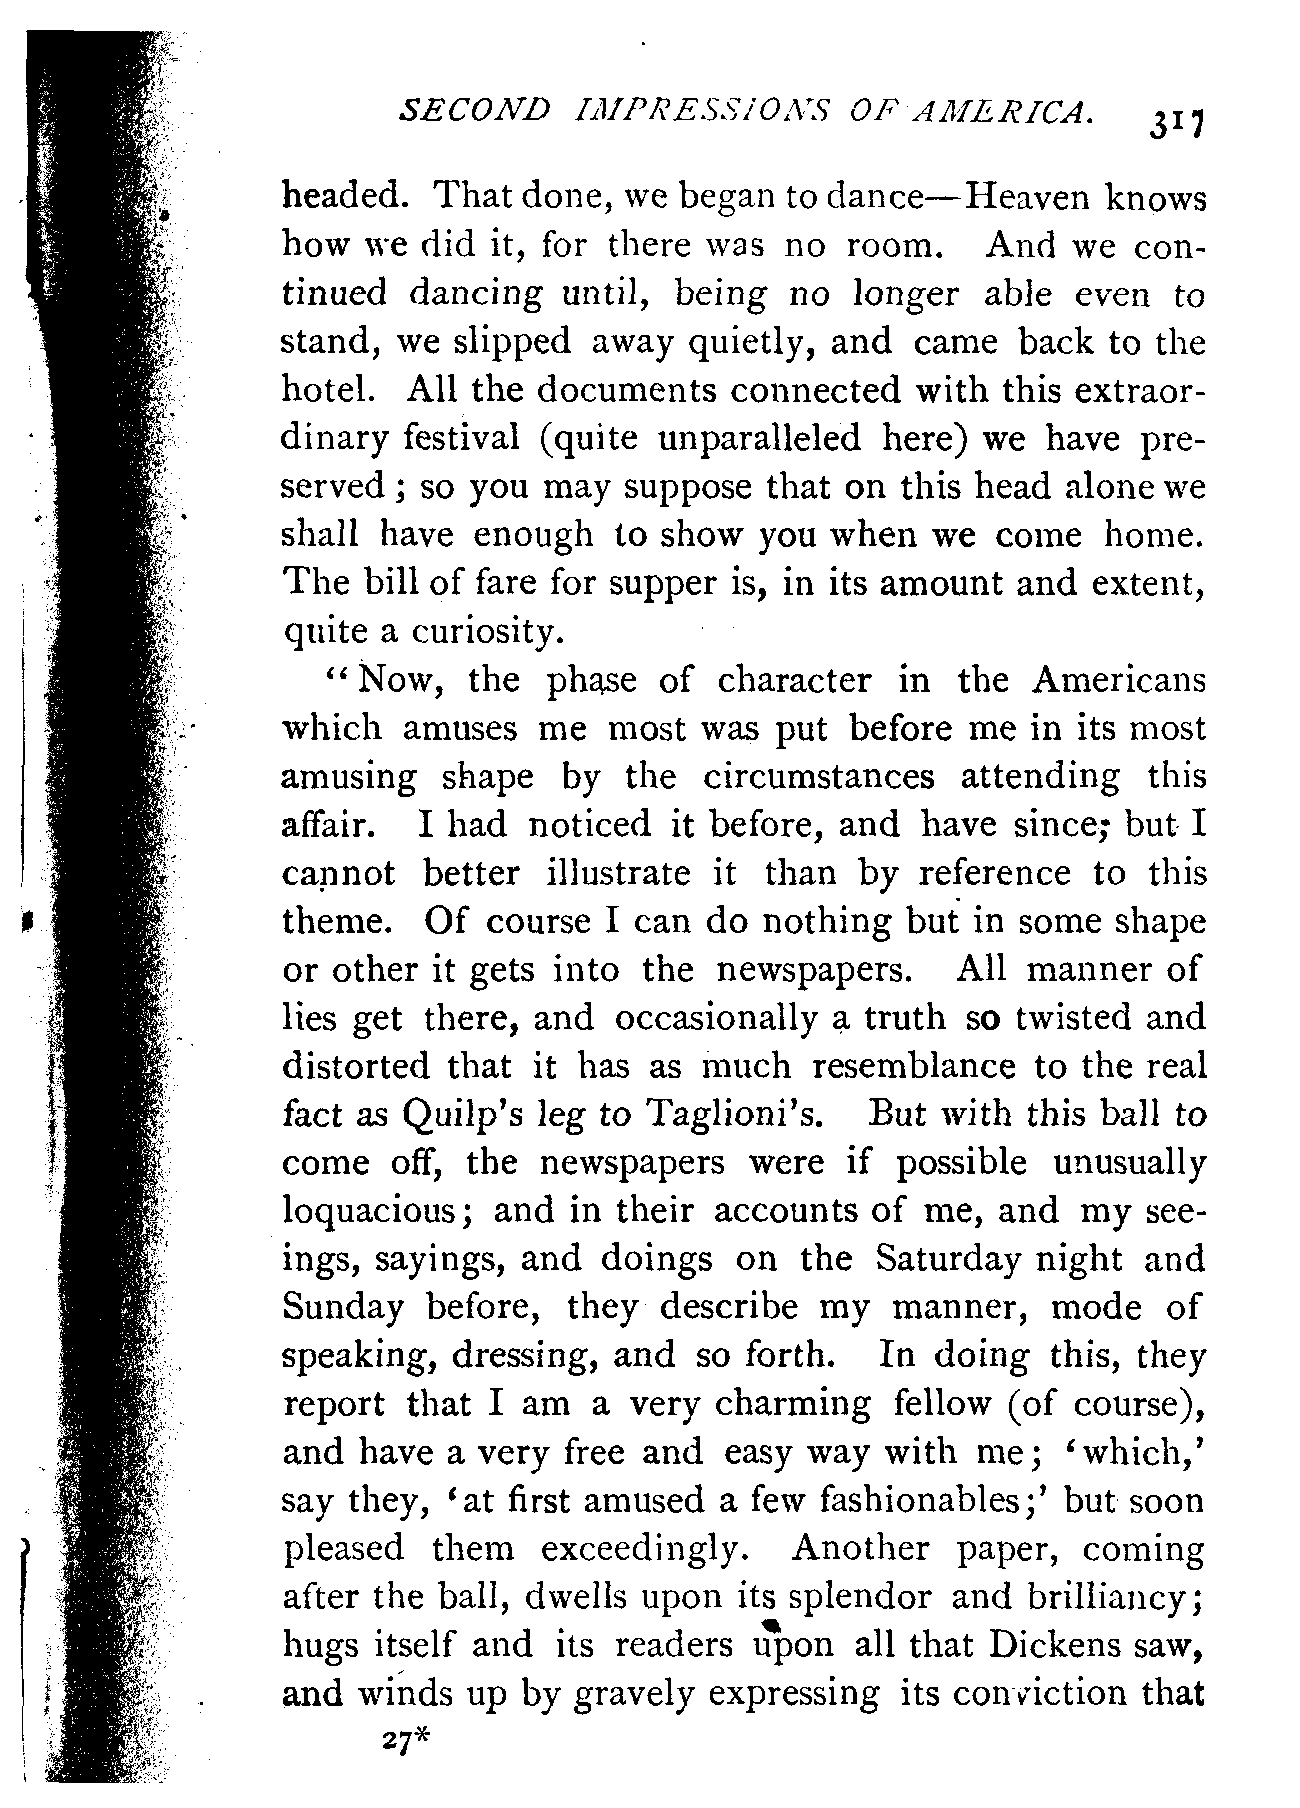 SECOND IMPRESSIONS OF AMERICA. 317
headed. That done, we began to dance—Heaven knows
how we did it, for there was no room. And we con-
tinued dancing until, being no longer able even to
stand, we slipped away quietly, and came back to the
hotel. All the documents connected with this extraor-
dinary festival (quite unparalleled here) we have pre-
served; so you may suppose that on this head alone we
shall have enough to show you when we come home.
The bill of fare for supper is, in its amount and extent,
quite a curiosity.
“Now, the phase of character in the Americans
which amuses me most was put before me in its most
amusing shape by the circumstances attending this
affair. I had noticed it before, and have since; but I
cannot better illustrate it than by reference to this
theme. Of course I can do nothing but in some shape
or other it gets into the newspapers. All manner of
lies get there, and occasionally a truth so twisted and
distorted that it has as much resemblance to the real
fact as Quilp’s leg to Taglioni’s. But with this ball to
come off, the newspapers were if possible unusually
loquacious; and in their accounts of me, and my see-
ings, sayings, and doings on the Saturday night and
Sunday before, they describe my manner, mode of
speaking, dressing, and so forth. In doing this, they
report that I am a very charming fellow (of course),
and have a very free and easy way with me; ‘which,’
say they, ‘at first amused a few fashionables;’ but soon
pleased them exceedingly. Another paper, coming
after the ball, dwells upon its splendor and brilliancy;
hugs itself and its readers upon all that Dickens saw,
and winds up by gravely expressing its conviction that
27*